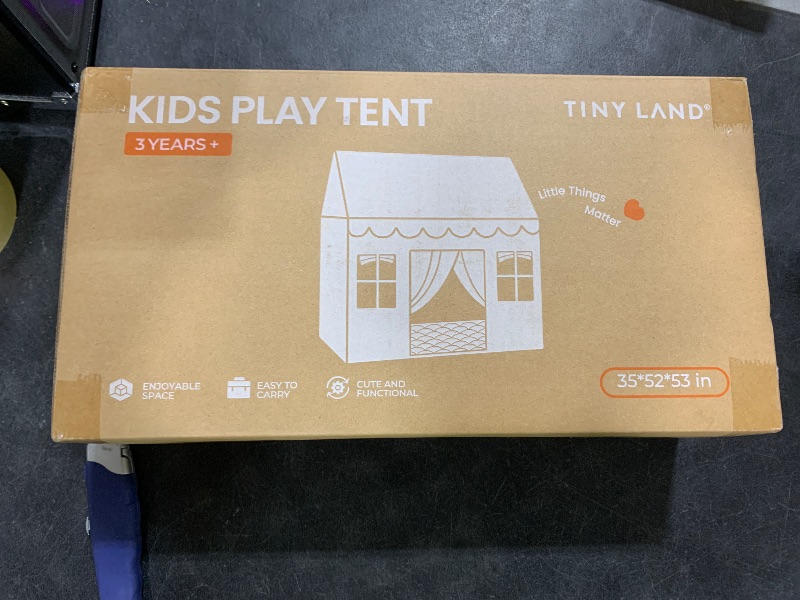 KIDS PLAY TENT
TINY LAND®
3 YEARS +
Little Things
Matter
ENJOYABLE
SPACE
EASY TO
CARRY
CUTE AND
FUNCTIONAL
35*52*53 in